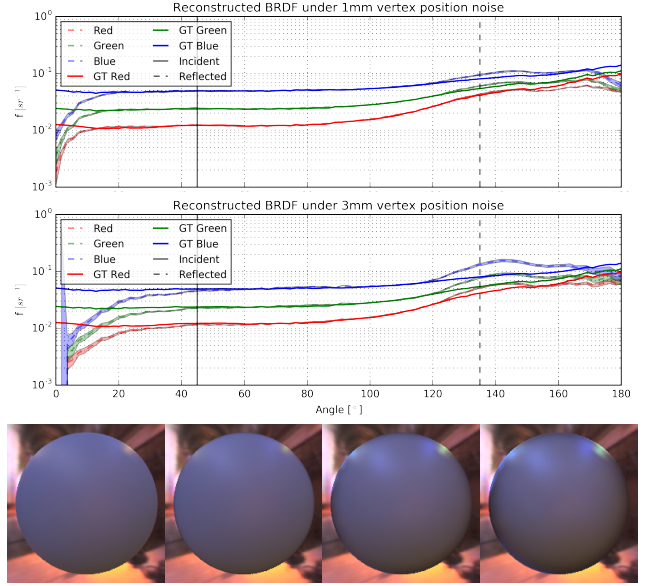 Reconstructed BRDF under 1mm vertex position noise
10^0
10^-1
10^-2
10^-3
f [sr^-1]
Red
Green
Blue
GT Red
GT Green
GT Blue
Incident
Reflected
Reconstructed BRDF under 3mm vertex position noise
10^0
10^-1
10^-2
10^-3
f [sr^-1]
Red
Green
Blue
GT Red
GT Green
GT Blue
Incident
Reflected
0 20 40 60 80 100 120 140 160 180
Angle [°]